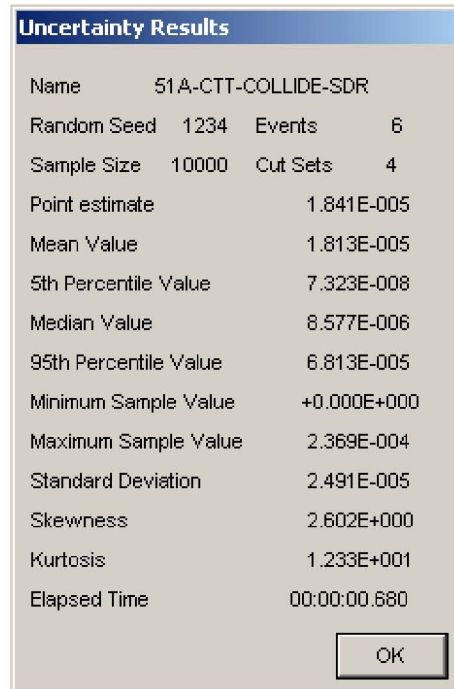 Uncertainty Results
Name 51A-CTT-COLLIDE-SDR
Random Seed 1234 Events 6
Sample Size 10000 Cut Sets 4
Point estimate 1.841E-005
Mean Value 1.813E-005
5th Percentile Value 7.323E-008
Median Value 8.577E-006
95th Percentile Value 6.813E-005
Minimum Sample Value +0.000E+000
Maximum Sample Value 2.369E-004
Standard Deviation 2.491E-005
Skewness 2.602E+000
Kurtosis 1.233E+001
Elapsed Time 00:00:00.680
OK